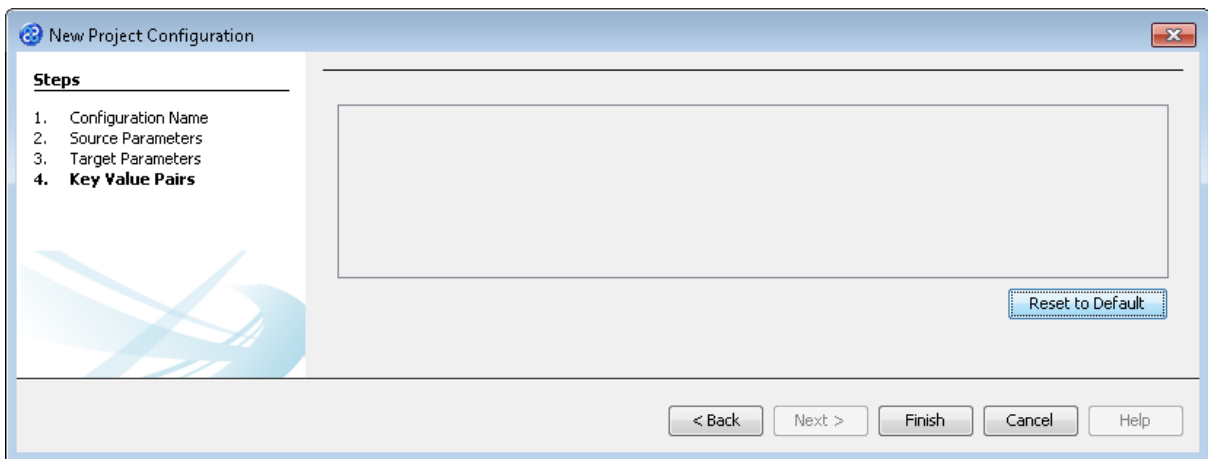 New Project Configuration
Steps
1. Configuration Name
2. Source Parameters
3. Target Parameters
4. Key Value Pairs
Reset to Default
< Back Next > Finish Cancel Help